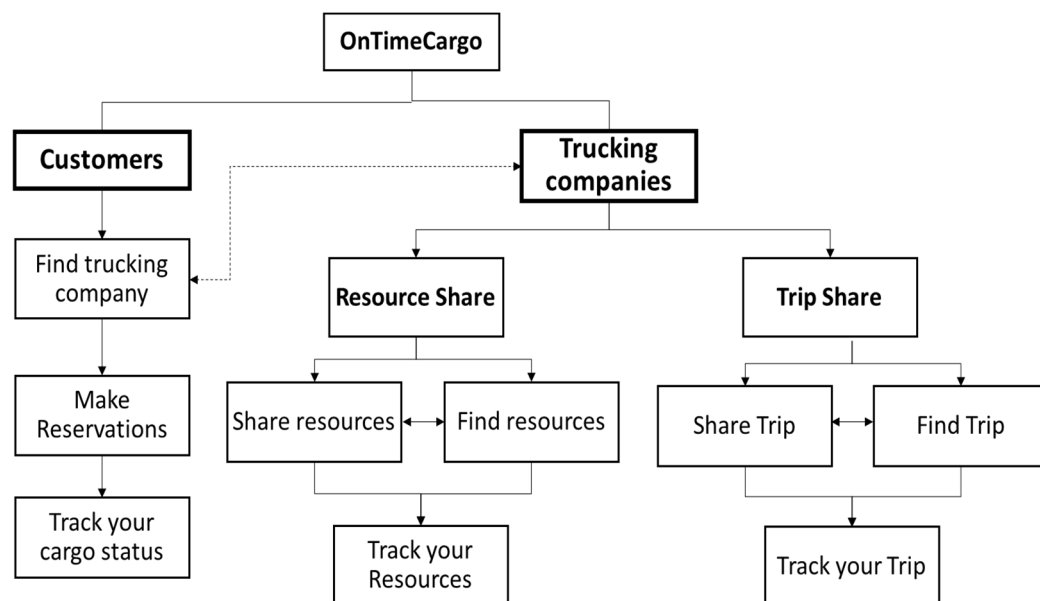 OnTimeCargo
Customers
Trucking
companies
Find trucking
company
Resource Share
Trip Share
Make
Reservations
Share resources
Find resources
Share Trip
Find Trip
Track your
cargo status
Track your
Resources
Track your Trip